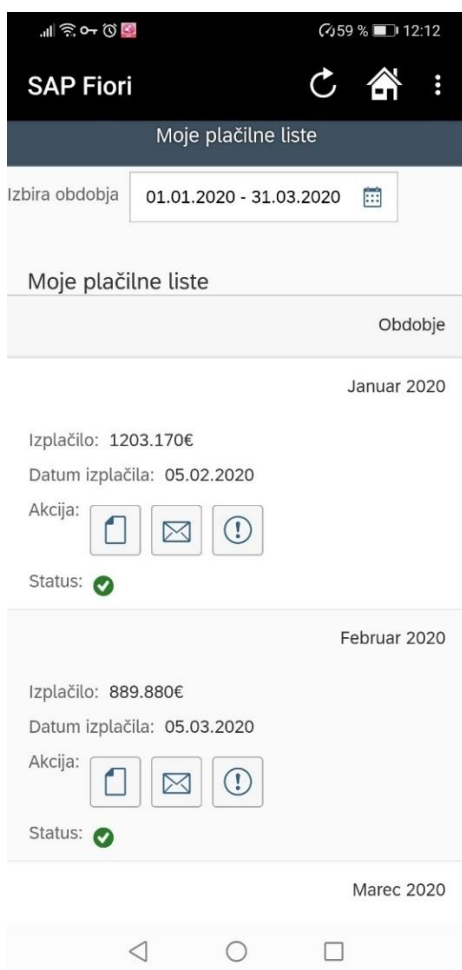 59 % 12:12
SAP Fiori
Moje plačilne liste
Izbira obdobja 01.01.2020 - 31.03.2020
Moje plačilne liste
Obdobje
Januar 2020
Izplačilo: 1203.170€
Datum izplačila: 05.02.2020
Akcija:
Status:
Februar 2020
Izplačilo: 889.880€
Datum izplačila: 05.03.2020
Akcija:
Status:
Marec 2020